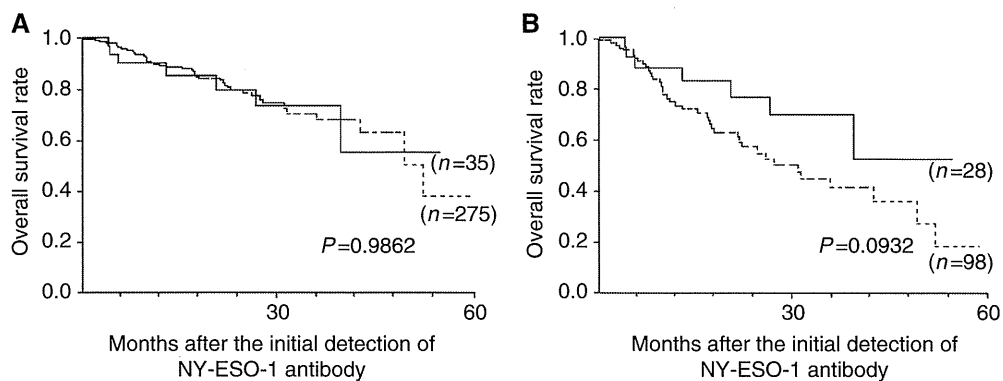 A
Overall survival rate
1.0
0.8
0.6
0.4
0.2
0.0
(n=35)
(n=275)
P=0.9862
30
60
Months after the initial detection of
NY-ESO-1 antibody
B
Overall survival rate
1.0
0.8
0.6
0.4
0.2
0.0
(n=28)
P=0.0932
(n=98)
30
60
Months after the initial detection of
NY-ESO-1 antibody